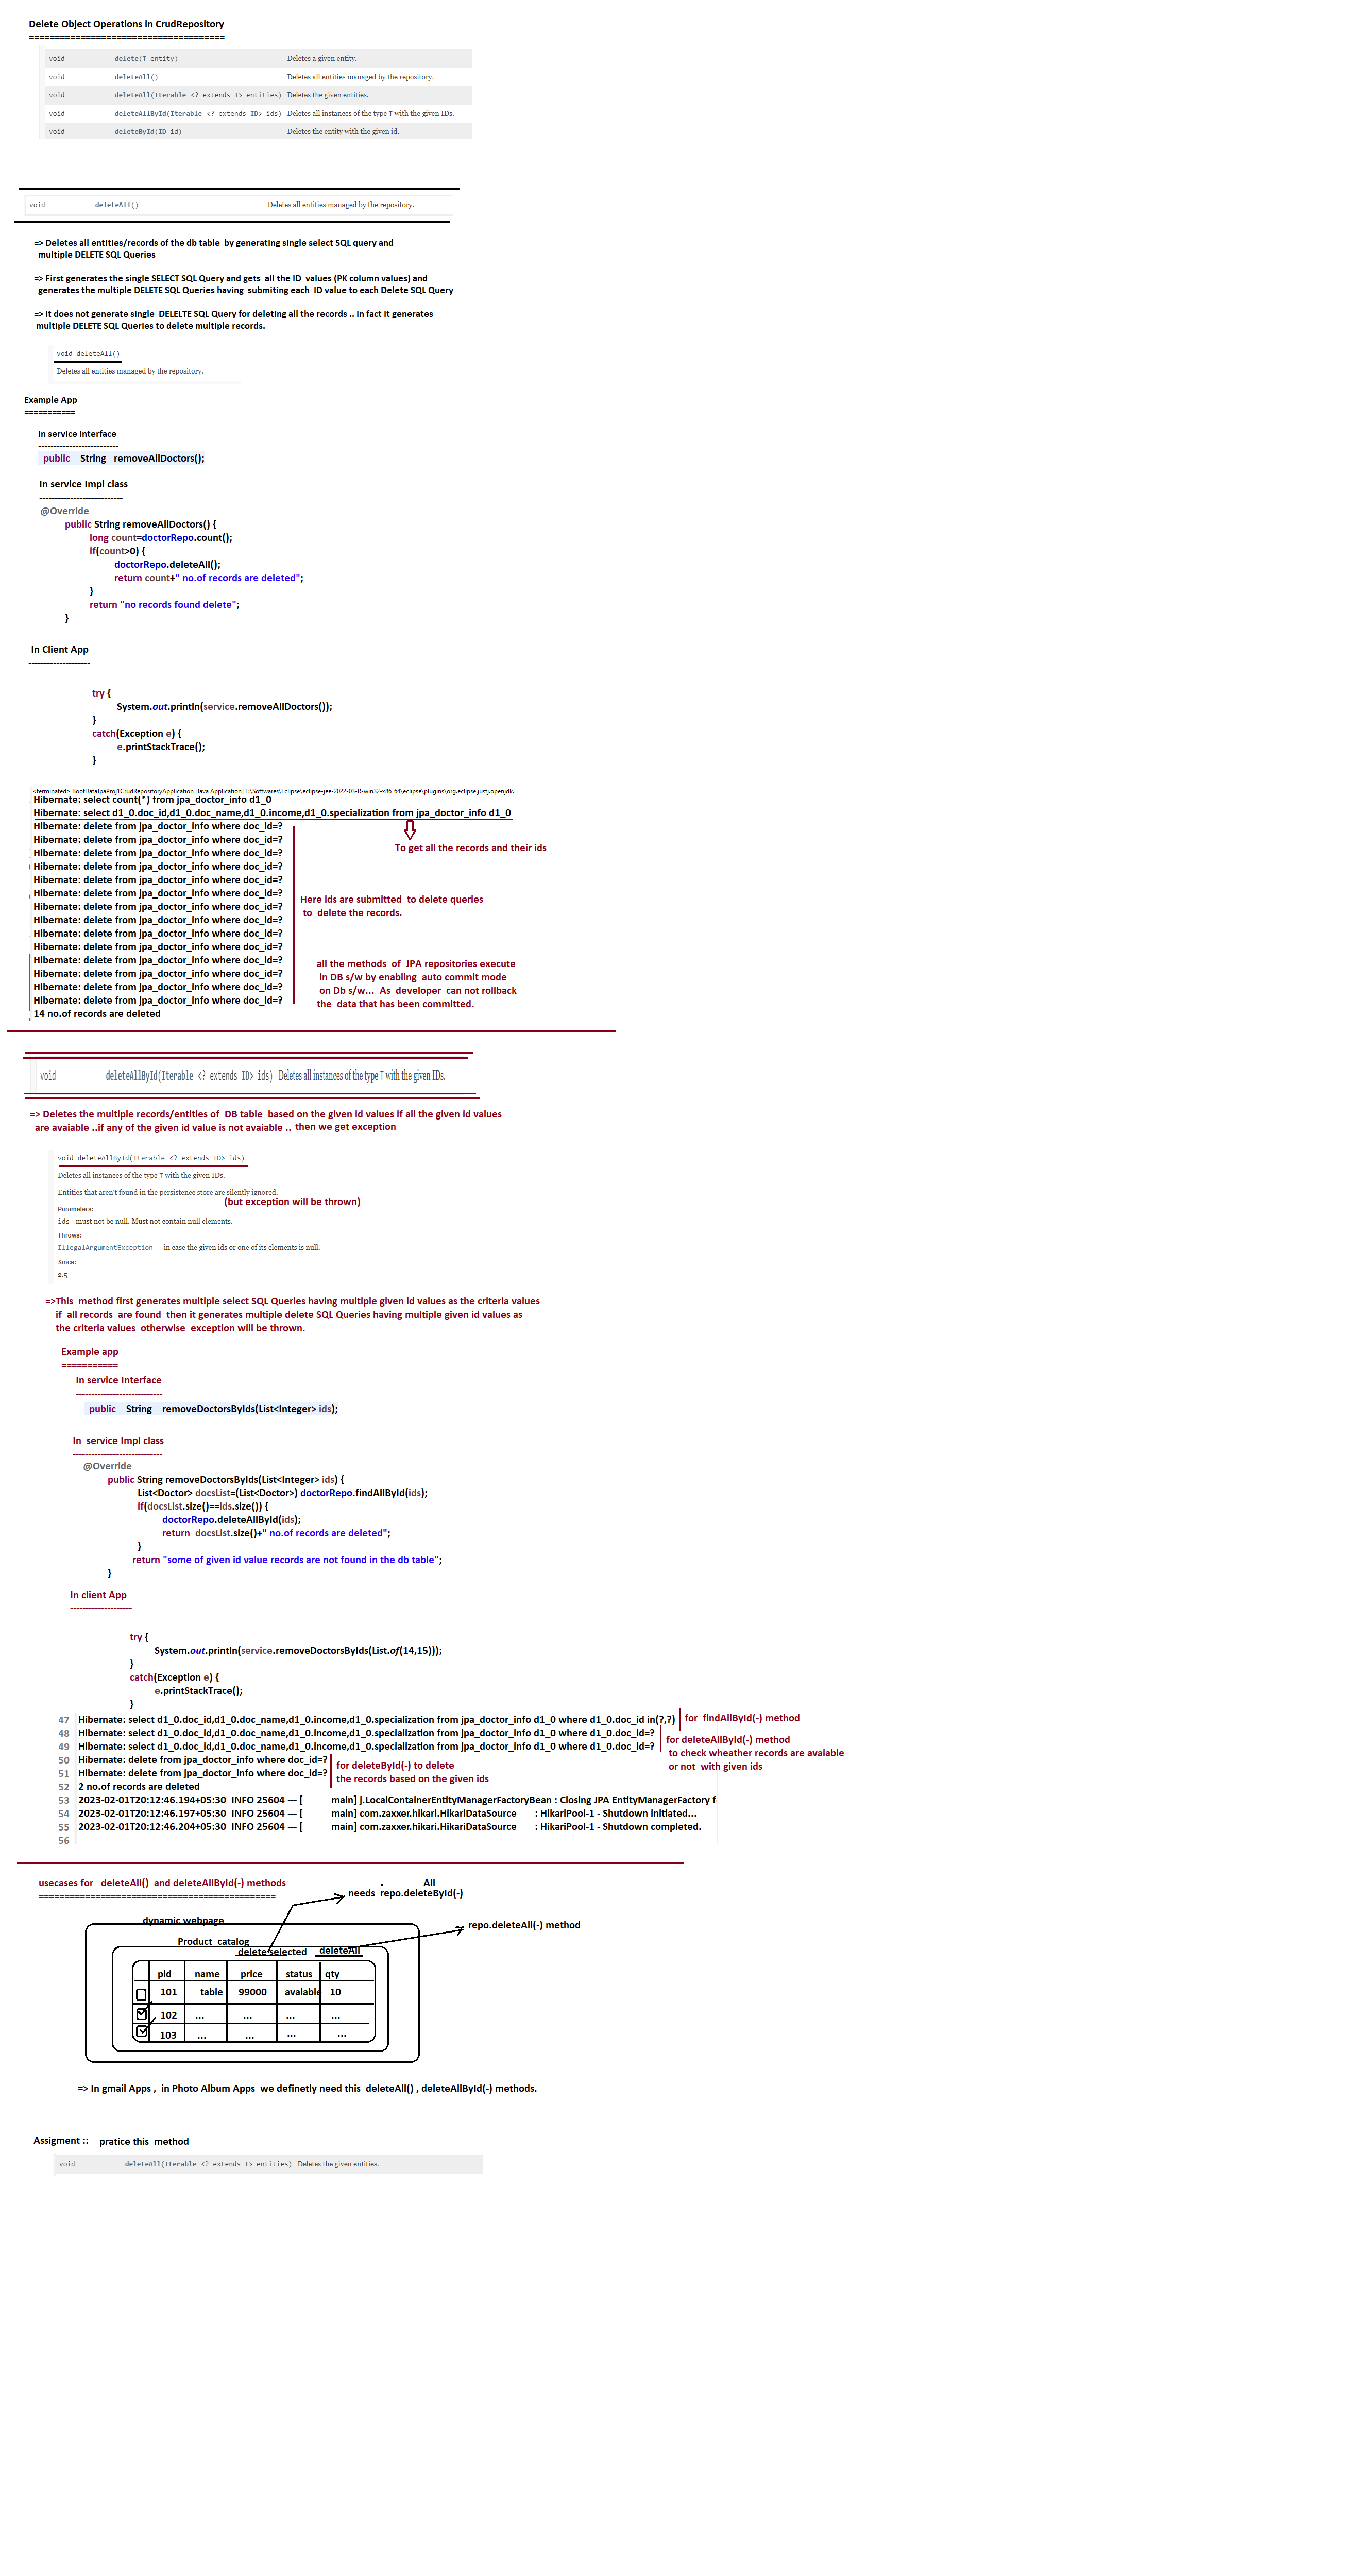 Delete Object Operations in CrudRepository
======================================
void delete(T entity) Deletes a given entity.
void deleteAll() Deletes all entities managed by the repository.
void deleteAll(Iterable <? extends T> entities) Deletes the given entities.
void deleteAllById(Iterable <? extends ID> ids) Deletes all instances of the type T with the given IDs.
void deleteById(ID id) Deletes the entity with the given id.
void deleteAll() Deletes all entities managed by the repository.
=> Deletes all entities/records of the db table by generating single select SQL query and
multiple DELETE SQL Queries
=> First generates the single SELECT SQL Query and gets all the ID values (PK column values) and
generates the multiple DELETE SQL Queries having submiting each ID value to each Delete SQL Query
=> It does not generate single DELELTE SQL Query for deleting all the records .. In fact it generates
multiple DELETE SQL Queries to delete multiple records.
void deleteAll()
Deletes all entities managed by the repository.
Example App
===========
In service Interface
--------------------------
public String removeAllDoctors();
In service Impl class
---------------------------
@Override
public String removeAllDoctors() {
long count=doctorRepo.count();
if(count>0) {
doctorRepo.deleteAll();
return count+" no.of records are deleted";
}
return "no records found delete";
}
In Client App
--------------------
try {
System.out.println(service.removeAllDoctors());
}
catch(Exception e) {
e.printStackTrace();
}
<terminated> BootDataJpaProj1CrudRepositoryApplication [Java Application] E:\Softwares\Eclipse\eclipse-jee-2022-03-R-win32-x86_64\eclipse\plugins\org.eclipse.justj.openjdk.l
Hibernate: select count(*) from jpa_doctor_info d1_0
Hibernate: select d1_0.doc_id,d1_0.doc_name,d1_0.income,d1_0.specialization from jpa_doctor_info d1_0
Hibernate: delete from jpa_doctor_info where doc_id=?
Hibernate: delete from jpa_doctor_info where doc_id=?
To get all the records and their ids
Hibernate: delete from jpa_doctor_info where doc_id=?
Hibernate: delete from jpa_doctor_info where doc_id=?
Hibernate: delete from jpa_doctor_info where doc_id=?
Hibernate: delete from jpa_doctor_info where doc_id=?
Here ids are submitted to delete queries
to delete the records.
Hibernate: delete from jpa_doctor_info where doc_id=?
Hibernate: delete from jpa_doctor_info where doc_id=?
Hibernate: delete from jpa_doctor_info where doc_id=?
Hibernate: delete from jpa_doctor_info where doc_id=?
Hibernate: delete from jpa_doctor_info where doc_id=?
Hibernate: delete from jpa_doctor_info where doc_id=?
Hibernate: delete from jpa_doctor_info where doc_id=?
Hibernate: delete from jpa_doctor_info where doc_id=?
all the methods of JPA repositories execute
in DB s/w by enabling auto commit mode
on Db s/w... As developer can not rollback
the data that has been committed.
14 no.of records are deleted
void deleteAllById(Iterable <? extends ID> ids) Deletes all instances of the type T with the given IDs.
=> Deletes the multiple records/entities of DB table based on the given id values if all the given id values
are avaiable ..if any of the given id value is not avaiable .. then we get exception
void deleteAllById(Iterable <? extends ID> ids)
Deletes all instances of the type T with the given IDs.
Entities that aren't found in the persistence store are silently ignored.
(but exception will be thrown)
Parameters:
ids - must not be null. Must not contain null elements.
Throws:
IllegalArgumentException - in case the given ids or one of its elements is null.
Since:
2.5
=>This method first generates multiple select SQL Queries having multiple given id values as the criteria values
if all records are found then it generates multiple delete SQL Queries having multiple given id values as
the criteria values otherwise exception will be thrown.
Example app
===========
In service Interface
----------------------------
public String removeDoctorsByIds(List<Integer> ids);
In service Impl class
-----------------------------
@Override
public String removeDoctorsByIds(List<Integer> ids) {
List<Doctor> docsList=(List<Doctor>) doctorRepo.findAllById(ids);
if(docsList.size()==ids.size()) {
doctorRepo.deleteAllById(ids);
return docsList.size()+" no.of records are deleted";
}
return "some of given id value records are not found in the db table";
}
In client App
--------------------
try {
System.out.println(service.removeDoctorsByIds(List.of(14,15)));
}
catch(Exception e) {
e.printStackTrace();
}
47 Hibernate: select d1_0.doc_id,d1_0.doc_name,d1_0.income,d1_0.specialization from jpa_doctor_info d1_0 where d1_0.doc_id in(?,?) for findAllById(-) method
48 Hibernate: select d1_0.doc_id,d1_0.doc_name,d1_0.income,d1_0.specialization from jpa_doctor_info d1_0 where d1_0.doc_id=?
49 Hibernate: select d1_0.doc_id,d1_0.doc_name,d1_0.income,d1_0.specialization from jpa_doctor_info d1_0 where d1_0.doc_id=?
for deleteAllById(-) method
to check wheather records are avaiable
or not with given ids
50 Hibernate: delete from jpa_doctor_info where doc_id=?
51 Hibernate: delete from jpa_doctor_info where doc_id=?
for deleteById(-) to delete
the records based on the given ids
52 2 no.of records are deleted
53 2023-02-01T20:12:46.194+05:30 INFO 25604 --- [ main] j.LocalContainerEntityManagerFactoryBean : Closing JPA EntityManagerFactory f
54 2023-02-01T20:12:46.197+05:30 INFO 25604 --- [ main] com.zaxxer.hikari.HikariDataSource : HikariPool-1 - Shutdown initiated...
55 2023-02-01T20:12:46.204+05:30 INFO 25604 --- [ main] com.zaxxer.hikari.HikariDataSource : HikariPool-1 - Shutdown completed.
56
usecases for deleteAll() and deleteAllById(-) methods
==============================================
- All
needs repo.deleteById(-)
dynamic webpage
repo.deleteAll(-) method
Product catalog
delete selected deleteAll
pid name price status qty
101 table 99000 avaiable 10
102 ... ... ... ...
103 ... ... ... ...
=> In gmail Apps , in Photo Album Apps we definetly need this deleteAll() , deleteAllById(-) methods.
Assigment :: pratice this method
void deleteAll(Iterable <? extends T> entities) Deletes the given entities.